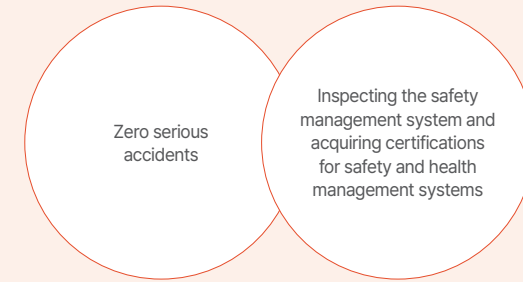 Zero serious
accidents
Inspecting the safety
management system and
acquiring certifications
for safety and health
management systems